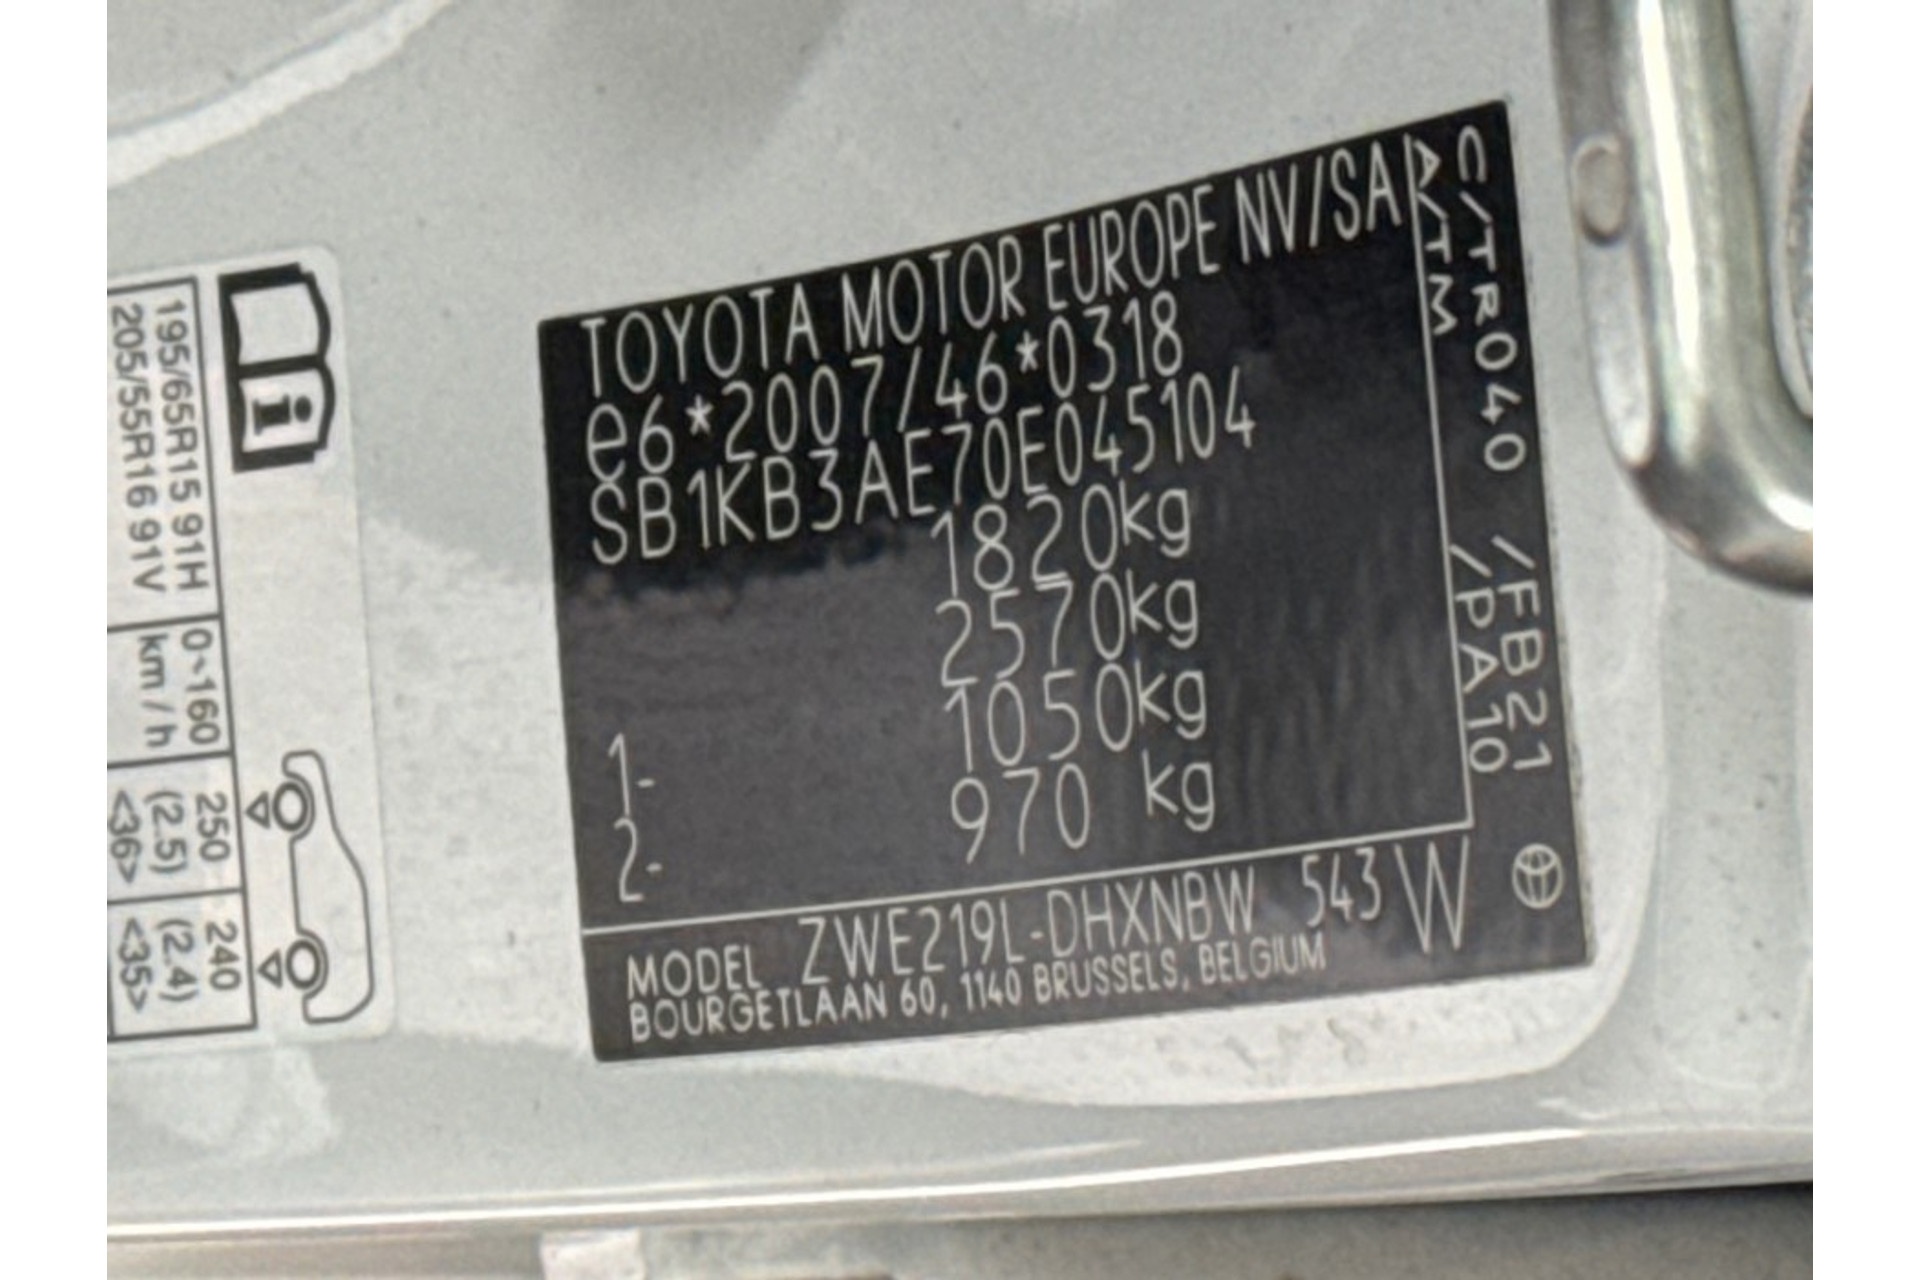 TOYOTA MOTOR EUROPE NV/SA
e6*2007/46*0318
SB1KB3AE70E045104
1820kg
2570kg
1- 1050kg
2- 970 kg
C/TR040 /FB21
A/TM /PA10
MODEL ZWE219L-DHXNBW 543 W
BOURGETLAAN 60, 1140 BRUSSELS, BELGIUM
195/65R15 91H
205/55R16 91V
0~160
km/h
250
(2.5)
<36>
240
(2.4)
<35>
i